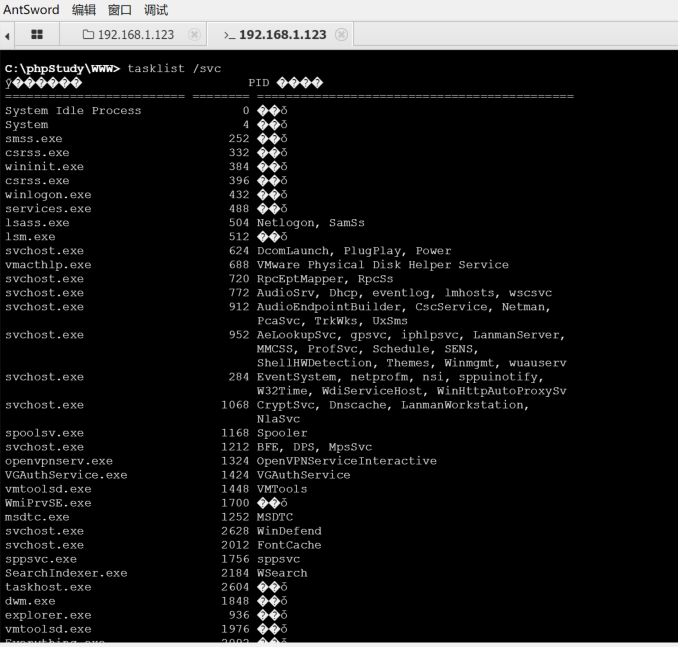 AntSword 编辑 窗口 调试
192.168.1.123 >_ 192.168.1.123
C:\phpStudy\WWW> tasklist /svc
ÿ������ PID ����
========================= ======== ============================================
System Idle Process 0 ��ð
System 4 ��ð
smss.exe 252 ��ð
csrss.exe 332 ��ð
wininit.exe 384 ��ð
csrss.exe 396 ��ð
winlogon.exe 432 ��ð
services.exe 488 ��ð
lsass.exe 504 Netlogon, SamSs
lsm.exe 512 ��ð
svchost.exe 624 DcomLaunch, PlugPlay, Power
vmacthlp.exe 688 VMware Physical Disk Helper Service
svchost.exe 720 RpcEptMapper, RpcSs
svchost.exe 772 AudioSrv, Dhcp, eventlog, lmhosts, wscsvc
svchost.exe 912 AudioEndpointBuilder, CscService, Netman,
PcaSvc, TrkWks, UxSms
svchost.exe 952 AeLookupSvc, gpsvc, iphlpsvc, LanmanServer,
MMCSS, ProfSvc, Schedule, SENS,
ShellHWDetection, Themes, Winmgmt, wuauserv
svchost.exe 284 EventSystem, netprofm, nsi, sppuinotify,
W32Time, WdiServiceHost, WinHttpAutoProxySv
svchost.exe 1068 CryptSvc, Dnscache, LanmanWorkstation,
NlaSvc
spoolsv.exe 1168 Spooler
svchost.exe 1212 BFE, DPS, MpsSvc
openvpnserv.exe 1324 OpenVPNServiceInteractive
VGAuthService.exe 1424 VGAuthService
vmtoolsd.exe 1448 VMTools
WmiPrvSE.exe 1700 ��ð
msdtc.exe 1252 MSDTC
svchost.exe 2628 WinDefend
svchost.exe 2012 FontCache
sppsvc.exe 1756 sppsvc
SearchIndexer.exe 2184 WSearch
taskhost.exe 2604 ��ð
dwm.exe 1848 ��ð
explorer.exe 936 ��ð
vmtoolsd.exe 1976 ��ð
Everything.exe 2092 ��ð